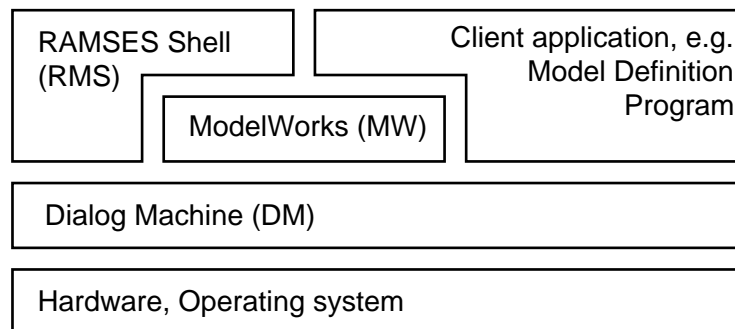 RAMSES Shell
(RMS)
Client application, e.g.
Model Definition
Program
ModelWorks (MW)
Dialog Machine (DM)
Hardware, Operating system